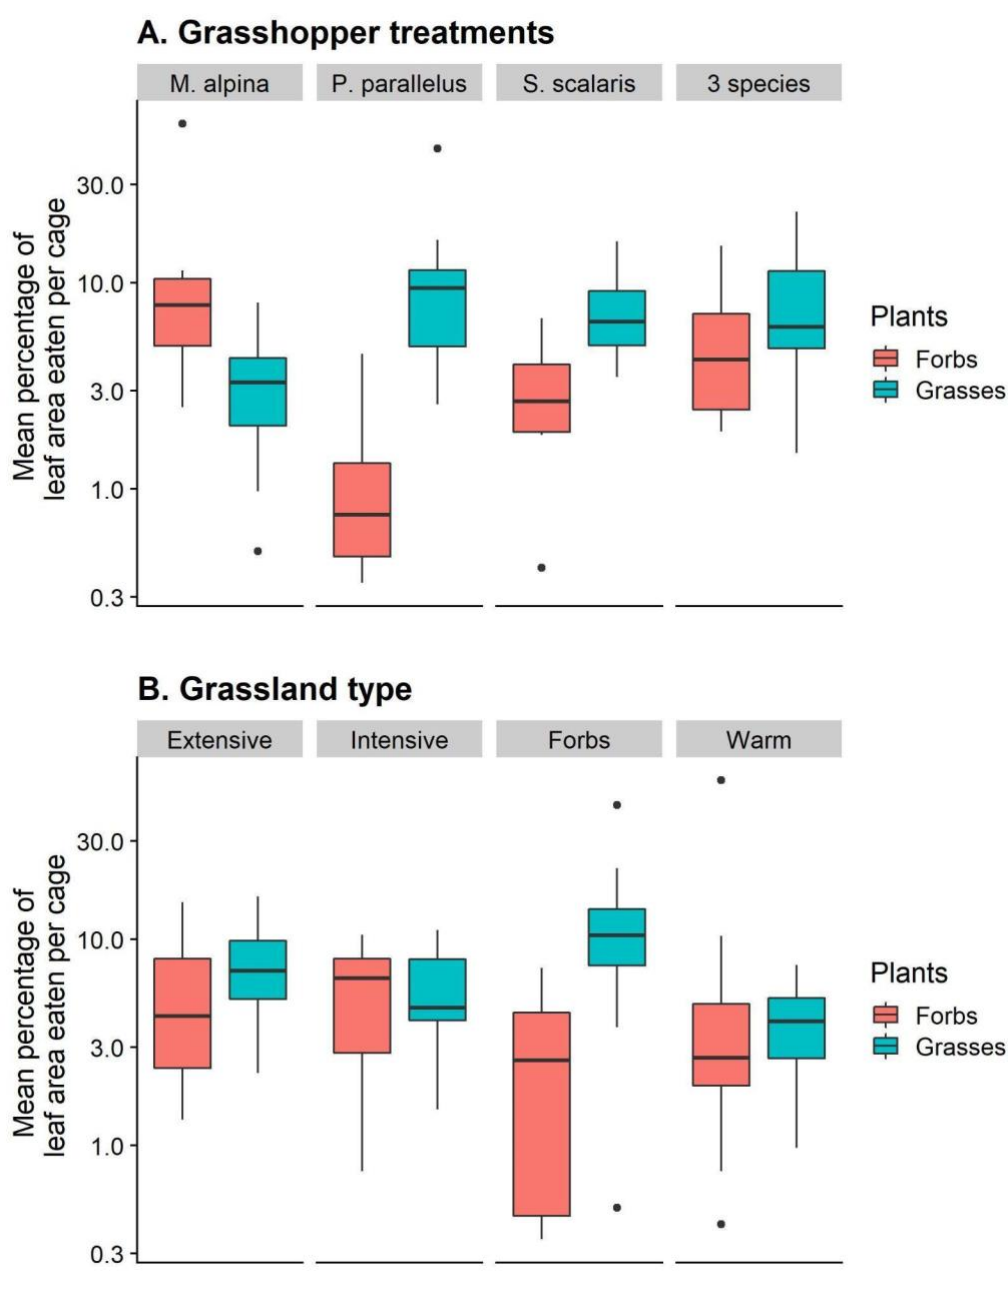 A. Grasshopper treatments
M. alpina P. parallelus S. scalaris 3 species
Mean percentage of
leaf area eaten per cage
30.0
10.0
3.0
1.0
0.3
Plants
Forbs
Grasses
B. Grassland type
Extensive Intensive Forbs Warm
Mean percentage of
leaf area eaten per cage
30.0
10.0
3.0
1.0
0.3
Plants
Forbs
Grasses